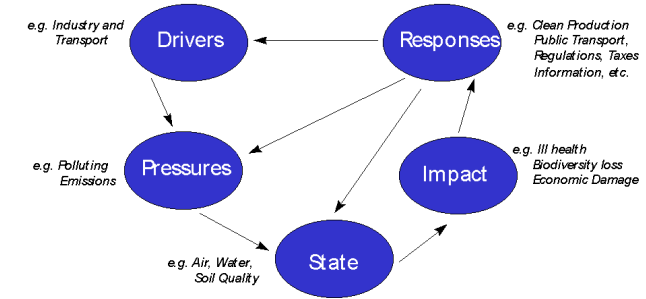 e.g. Industry and
Transport
Drivers
Responses
e.g. Clean Production
Public Transport,
Regulations, Taxes
Information, etc.
e.g. Polluting
Emissions
Pressures
Impact
e.g. Ill health
Biodiversity loss
Economic Damage
e.g. Air, Water,
Soil Quality
State